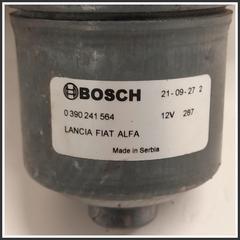 BOSCH 21-09-27 2
0 390 241 564 12V 287
LANCIA FIAT ALFA
Made in Serbia